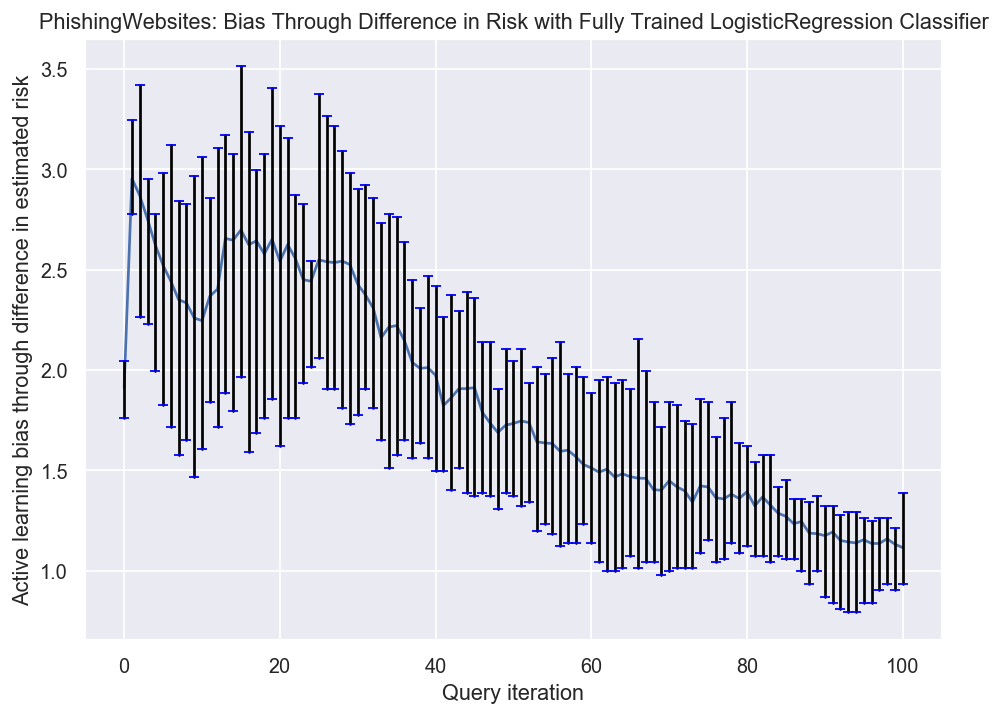 PhishingWebsites: Bias Through Difference in Risk with Fully Trained LogisticRegression Classifier
Active learning bias through difference in estimated risk
3.5
3.0
2.5
2.0
1.5
1.0
0 20 40 60 80 100
Query iteration